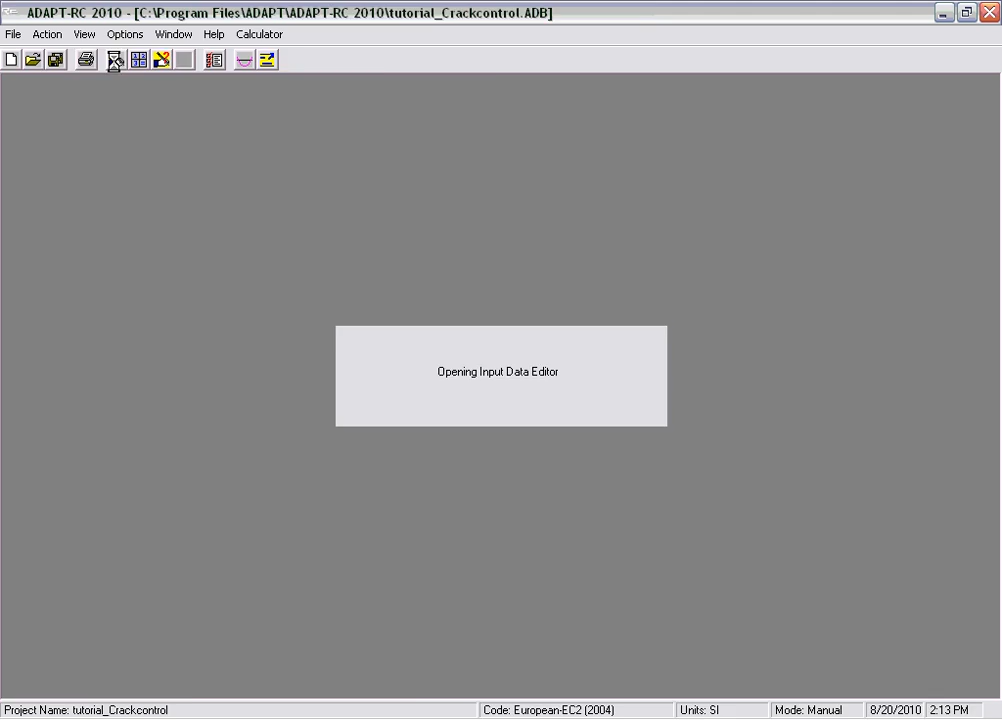 ADAPT-RC 2010 - [C:\Program Files\ADAPT\ADAPT-RC 2010\tutorial_Crackcontrol.ADB]
File Action View Options Window Help Calculator
Opening Input Data Editor
Project Name: tutorial_Crackcontrol Code: European-EC2 (2004) Units: SI Mode: Manual 8/20/2010 2:13 PM